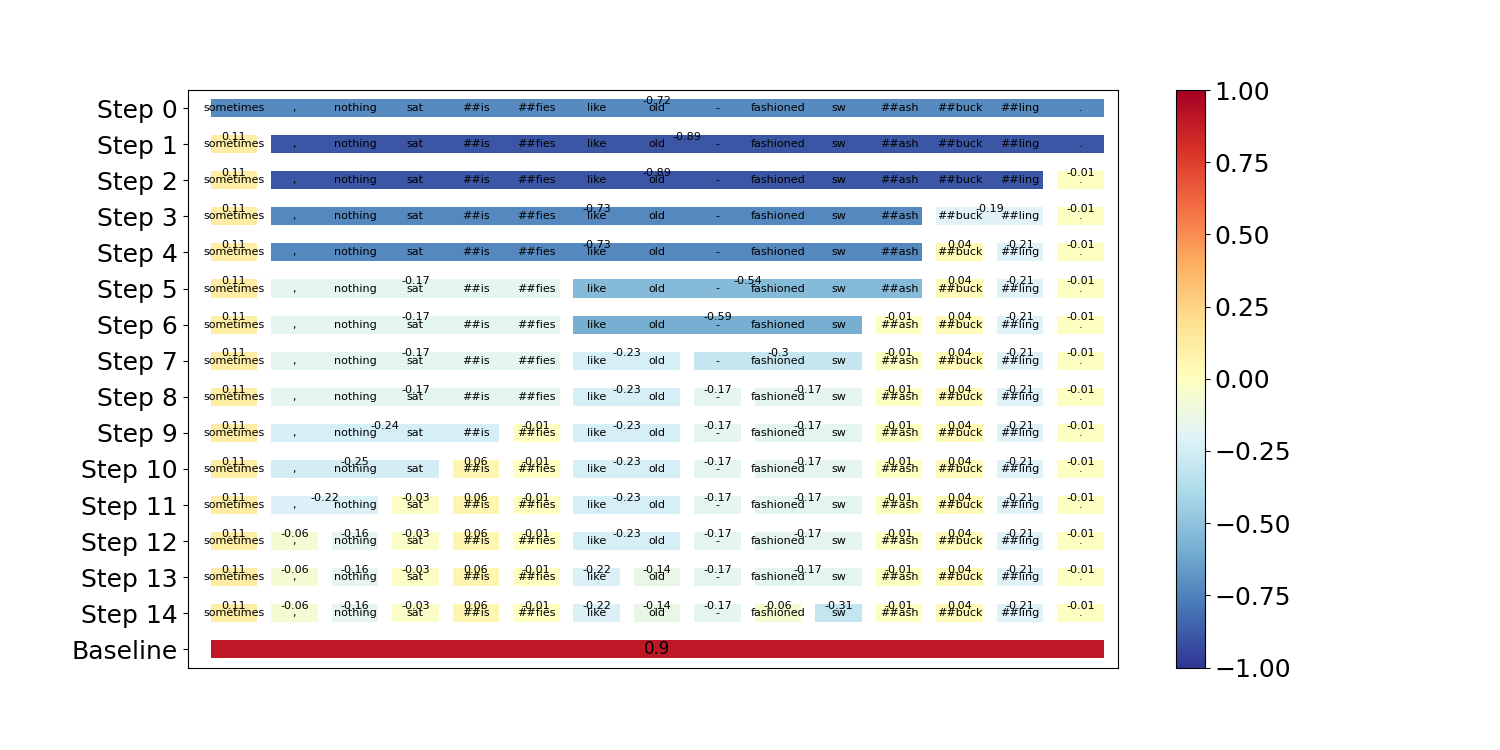 -0.72
Step 0 sometimes , nothing sat ##is ##fies like old - fashioned sw ##ash ##buck ##ling .
0.11 -0.89
Step 1 sometimes , nothing sat ##is ##fies like old - fashioned sw ##ash ##buck ##ling .
0.11 -0.89 -0.01
Step 2 sometimes , nothing sat ##is ##fies like old - fashioned sw ##ash ##buck ##ling .
0.11 -0.73 -0.19 -0.01
Step 3 sometimes , nothing sat ##is ##fies like old - fashioned sw ##ash ##buck ##ling .
0.11 -0.73 0.04 -0.21 -0.01
Step 4 sometimes , nothing sat ##is ##fies like old - fashioned sw ##ash ##buck ##ling .
0.11 -0.17 -0.54 0.04 -0.21 -0.01
Step 5 sometimes , nothing sat ##is ##fies like old - fashioned sw ##ash ##buck ##ling .
0.11 -0.17 -0.59 -0.01 0.04 -0.21 -0.01
Step 6 sometimes , nothing sat ##is ##fies like old - fashioned sw ##ash ##buck ##ling .
0.11 -0.17 -0.23 -0.3 -0.01 0.04 -0.21 -0.01
Step 7 sometimes , nothing sat ##is ##fies like old - fashioned sw ##ash ##buck ##ling .
0.11 -0.17 -0.23 -0.17 -0.17 -0.01 0.04 -0.21 -0.01
Step 8 sometimes , nothing sat ##is ##fies like old - fashioned sw ##ash ##buck ##ling .
0.11 -0.24 -0.01 -0.23 -0.17 -0.17 -0.01 0.04 -0.21 -0.01
Step 9 sometimes , nothing sat ##is ##fies like old - fashioned sw ##ash ##buck ##ling .
0.11 -0.25 0.06 -0.01 -0.23 -0.17 -0.17 -0.01 0.04 -0.21 -0.01
Step 10 sometimes , nothing sat ##is ##fies like old - fashioned sw ##ash ##buck ##ling .
0.11 -0.22 -0.03 0.06 -0.01 -0.23 -0.17 -0.17 -0.01 0.04 -0.21 -0.01
Step 11 sometimes , nothing sat ##is ##fies like old - fashioned sw ##ash ##buck ##ling .
0.11 -0.06 -0.16 -0.03 0.06 -0.01 -0.23 -0.17 -0.17 -0.01 0.04 -0.21 -0.01
Step 12 sometimes , nothing sat ##is ##fies like old - fashioned sw ##ash ##buck ##ling .
0.11 -0.06 -0.16 -0.03 0.06 -0.01 -0.22 -0.14 -0.17 -0.17 -0.01 0.04 -0.21 -0.01
Step 13 sometimes , nothing sat ##is ##fies like old - fashioned sw ##ash ##buck ##ling .
0.11 -0.06 -0.16 -0.03 0.06 -0.01 -0.22 -0.14 -0.17 -0.06 -0.31 -0.01 0.04 -0.21 -0.01
Step 14 sometimes , nothing sat ##is ##fies like old - fashioned sw ##ash ##buck ##ling .
Baseline 0.9
1.00
0.75
0.50
0.25
0.00
−0.25
−0.50
−0.75
−1.00